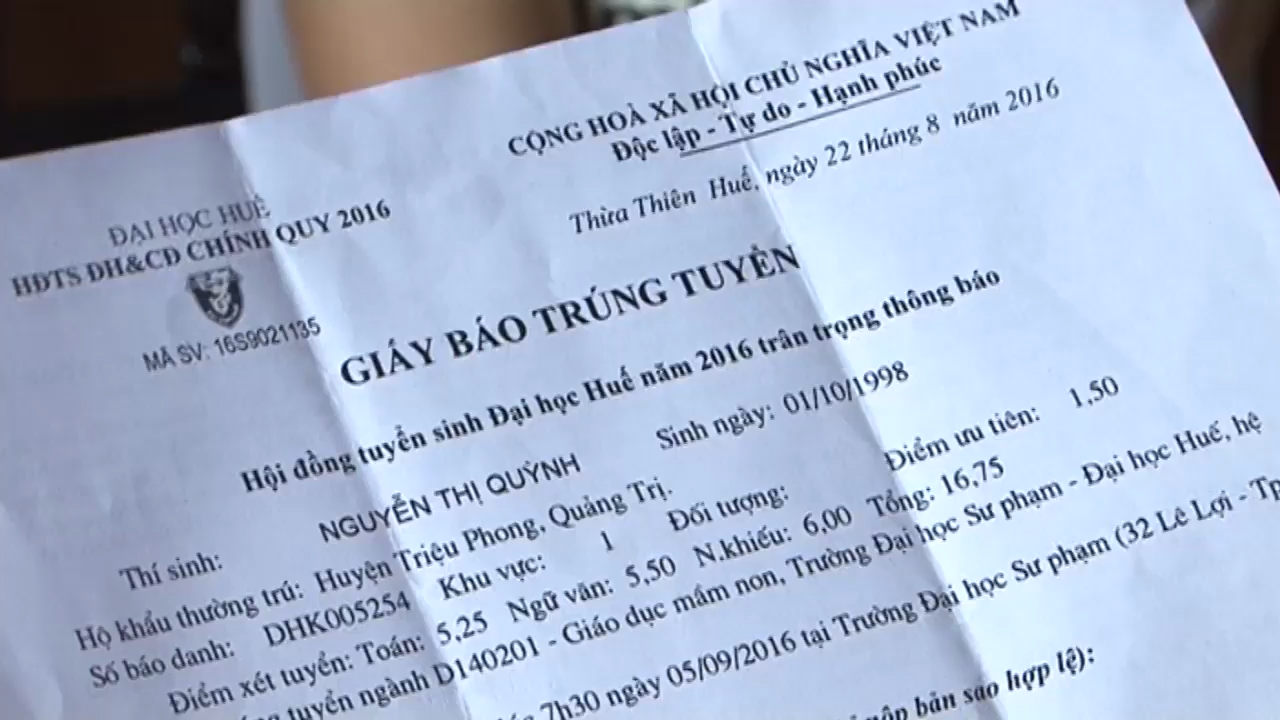 CỘNG HOÀ XÃ HỘI CHỦ NGHĨA VIỆT NAM
Độc lập - Tự do - Hạnh phúc
Thừa Thiên Huế, ngày 22 tháng 8 năm 2016
ĐẠI HỌC HUẾ
HĐTS ĐH&CĐ CHÍNH QUY 2016
MÃ SV: 16S9021135
GIÁY BÁO TRÚNG TUYỂN
Hội đồng tuyển sinh Đại học Huế năm 2016 trân trọng thông báo
Thí sinh: NGUYỄN THỊ QUỲNH Sinh ngày: 01/10/1998
Hộ khẩu thường trú: Huyện Triệu Phong, Quảng Trị.
Số báo danh: DHK005254 Khu vực: 1 Đối tượng: Điểm ưu tiên: 1,50
Điểm xét tuyển: Toán: 5,25 Ngữ văn: 5,50 N.khiếu: 6,00 Tổng: 16,75
tuyển ngành D140201 - Giáo dục mầm non, Trường Đại học Sư phạm - Đại học Huế, hệ
7h30 ngày 05/09/2016 tại Trường Đại học Sư phạm (32 Lê Lợi - Tp
bản sao hợp lệ):